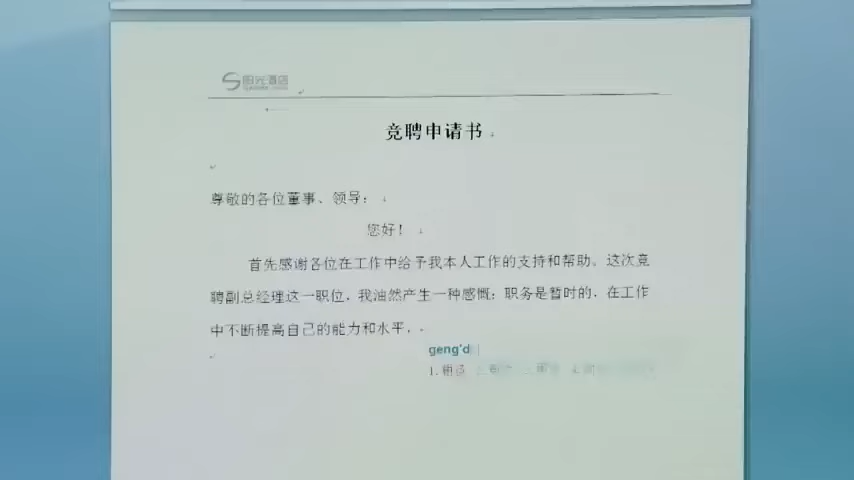 阳光酒店
竞聘申请书
尊敬的各位董事、领导：
您好！
首先感谢各位在工作中给予我本人工作的支持和帮助。这次竞
聘副总经理这一职位，我油然产生一种感慨：职务是暂时的，在工作
中不断提高自己的能力和水平，
geng'd
1.